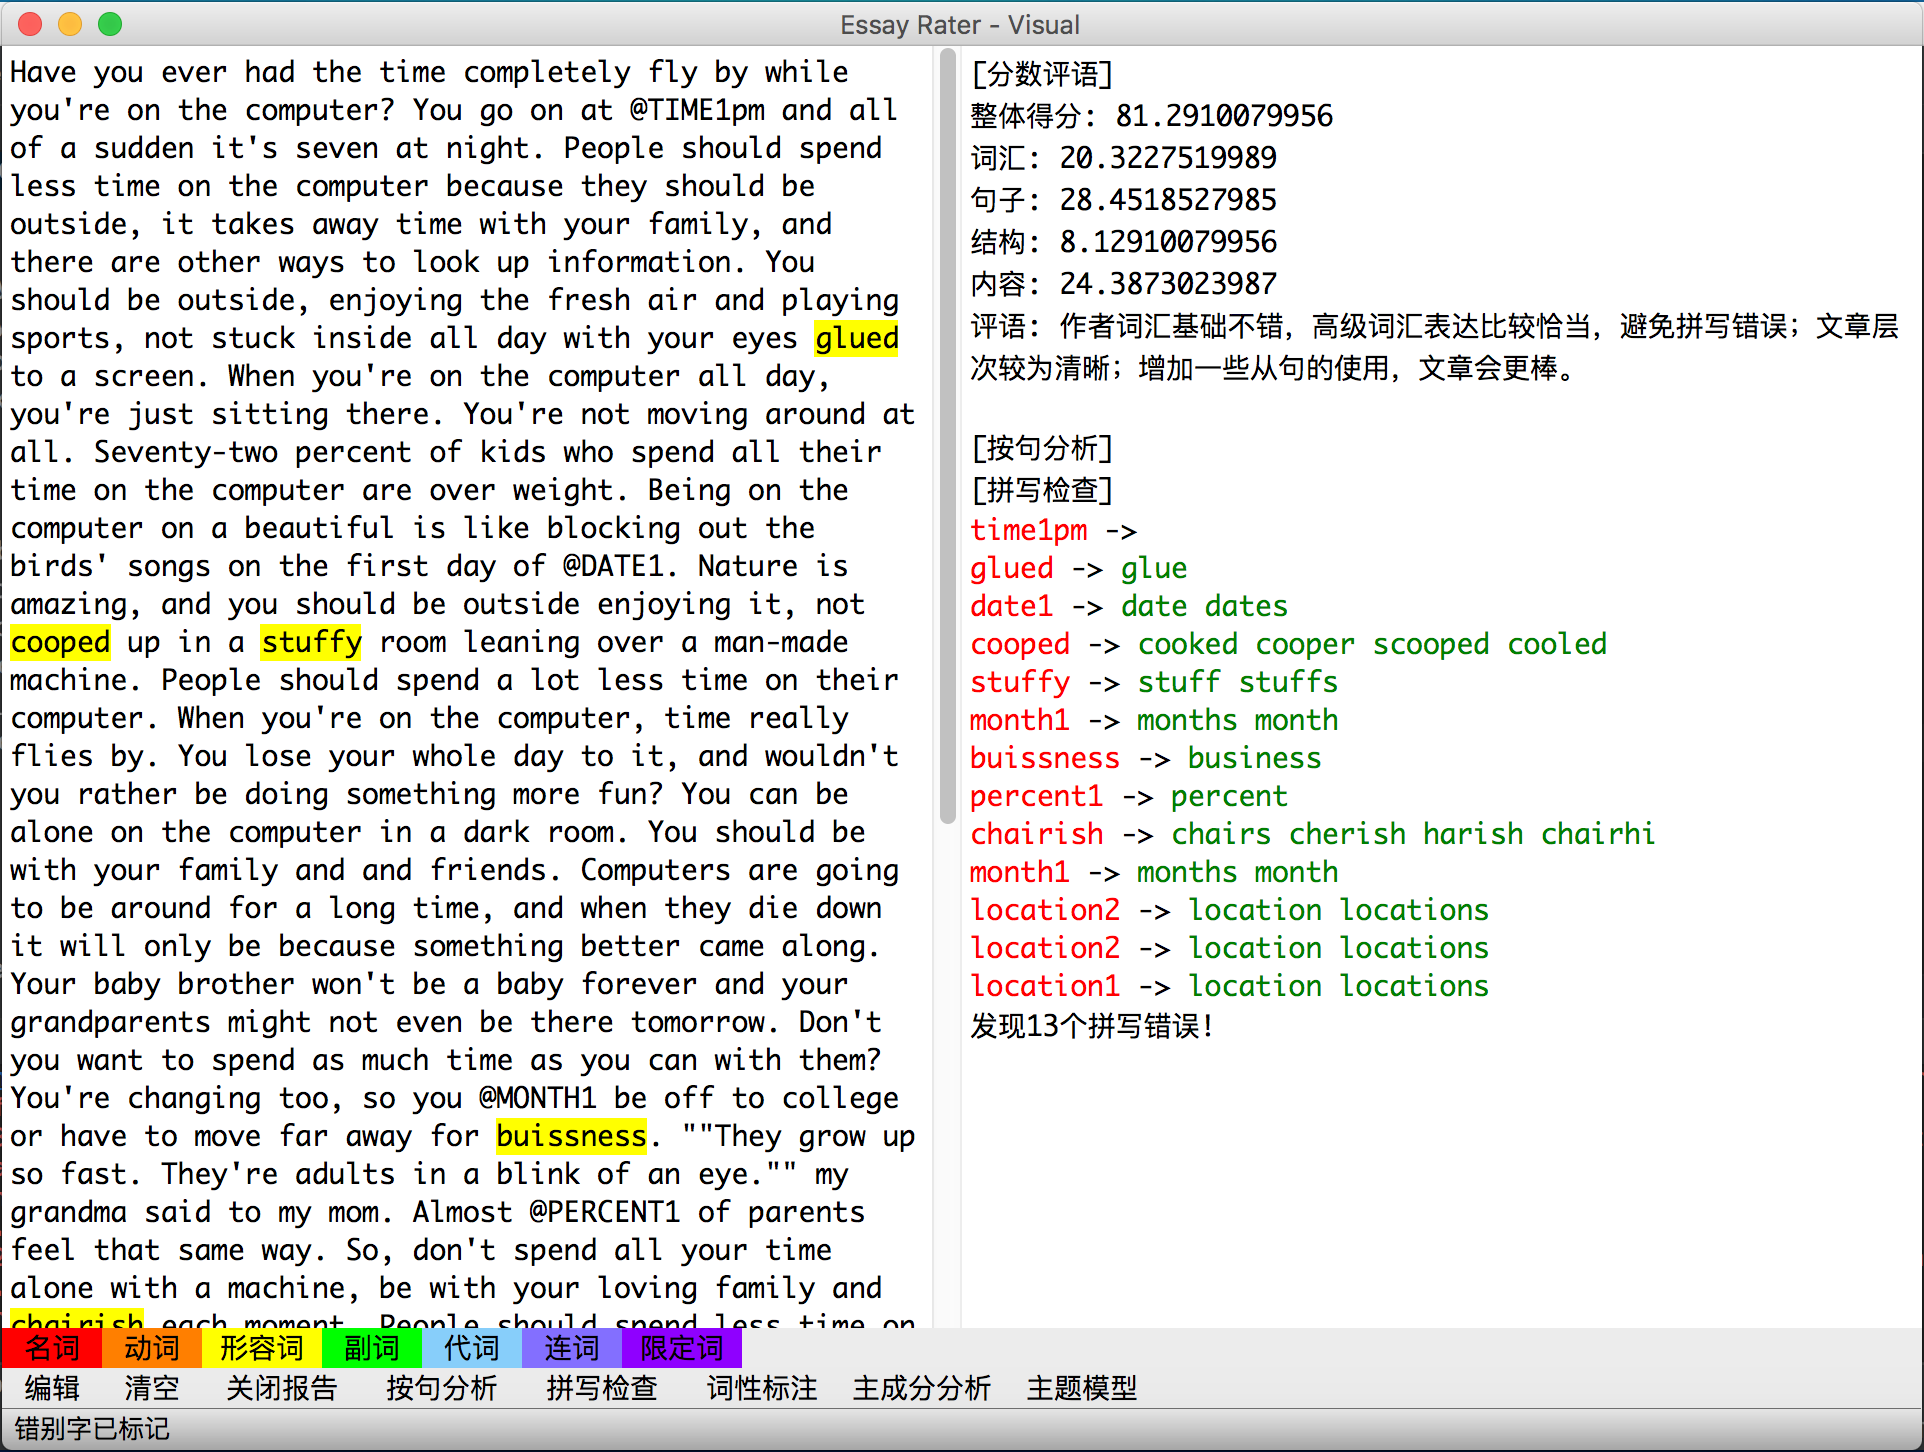 Essay Rater - Visual
Have you ever had the time completely fly by while
you're on the computer? You go on at @TIME1pm and all
of a sudden it's seven at night. People should spend
less time on the computer because they should be
outside, it takes away time with your family, and
there are other ways to look up information. You
should be outside, enjoying the fresh air and playing
sports, not stuck inside all day with your eyes glued
to a screen. When you're on the computer all day,
you're just sitting there. You're not moving around at
all. Seventy-two percent of kids who spend all their
time on the computer are over weight. Being on the
computer on a beautiful is like blocking out the
birds' songs on the first day of @DATE1. Nature is
amazing, and you should be outside enjoying it, not
cooped up in a stuffy room leaning over a man-made
machine. People should spend a lot less time on their
computer. When you're on the computer, time really
flies by. You lose your whole day to it, and wouldn't
you rather be doing something more fun? You can be
alone on the computer in a dark room. You should be
with your family and and friends. Computers are going
to be around for a long time, and when they die down
it will only be because something better came along.
Your baby brother won't be a baby forever and your
grandparents might not even be there tomorrow. Don't
you want to spend as much time as you can with them?
You're changing too, so you @MONTH1 be off to college
or have to move far away for buissness. ""They grow up
so fast. They're adults in a blink of an eye."" my
grandma said to my mom. Almost @PERCENT1 of parents
feel that same way. So, don't spend all your time
alone with a machine, be with your loving family and
chairish each moment. People should spend less time on
[分数评语]
整体得分: 81.2910079956
词汇: 20.3227519989
句子: 28.4518527985
结构: 8.12910079956
内容: 24.3873023987
评语: 作者词汇基础不错，高级词汇表达比较恰当，避免拼写错误；文章层
次较为清晰；增加一些从句的使用，文章会更棒。
[按句分析]
[拼写检查]
time1pm ->
glued -> glue
date1 -> date dates
cooped -> cooked cooper scooped cooled
stuffy -> stuff stuffs
month1 -> months month
buissness -> business
percent1 -> percent
chairish -> chairs cherish harish chairhi
month1 -> months month
location2 -> location locations
location2 -> location locations
location1 -> location locations
发现13个拼写错误!
名词 动词 形容词 副词 代词 连词 限定词
编辑 清空 关闭报告 按句分析 拼写检查 词性标注 主成分分析 主题模型
错别字已标记